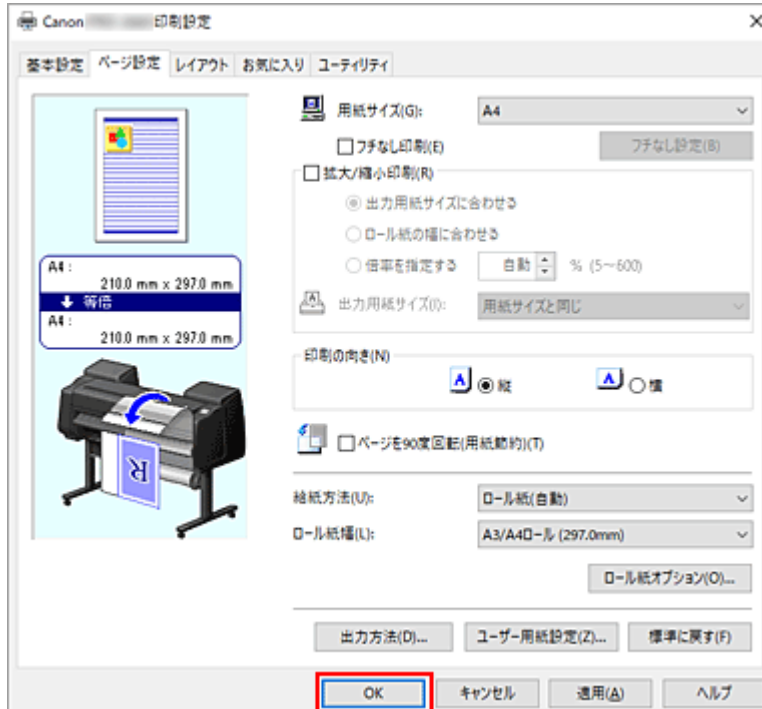 Canon 印刷設定
基本設定 ページ設定 レイアウト お気に入り ユーティリティ
用紙サイズ(G): A4
フチなし印刷(E) フチなし設定(B)
拡大/縮小印刷(R)
出力用紙サイズに合わせる
ロール紙の幅に合わせる
倍率を指定する 自動 % (5～600)
出力用紙サイズ(I): 用紙サイズと同じ
A4 :
210.0 mm x 297.0 mm
等倍
A4 :
210.0 mm x 297.0 mm
印刷の向き(N)
A 縦 A 横
R
ページを90度回転(用紙節約)(T)
給紙方法(U): ロール紙(自動)
ロール紙幅(L): A3/A4ロール (297.0mm)
ロール紙オプション(O)...
出力方法(D)... ユーザー用紙設定(Z)... 標準に戻す(F)
OK キャンセル 適用(A) ヘルプ